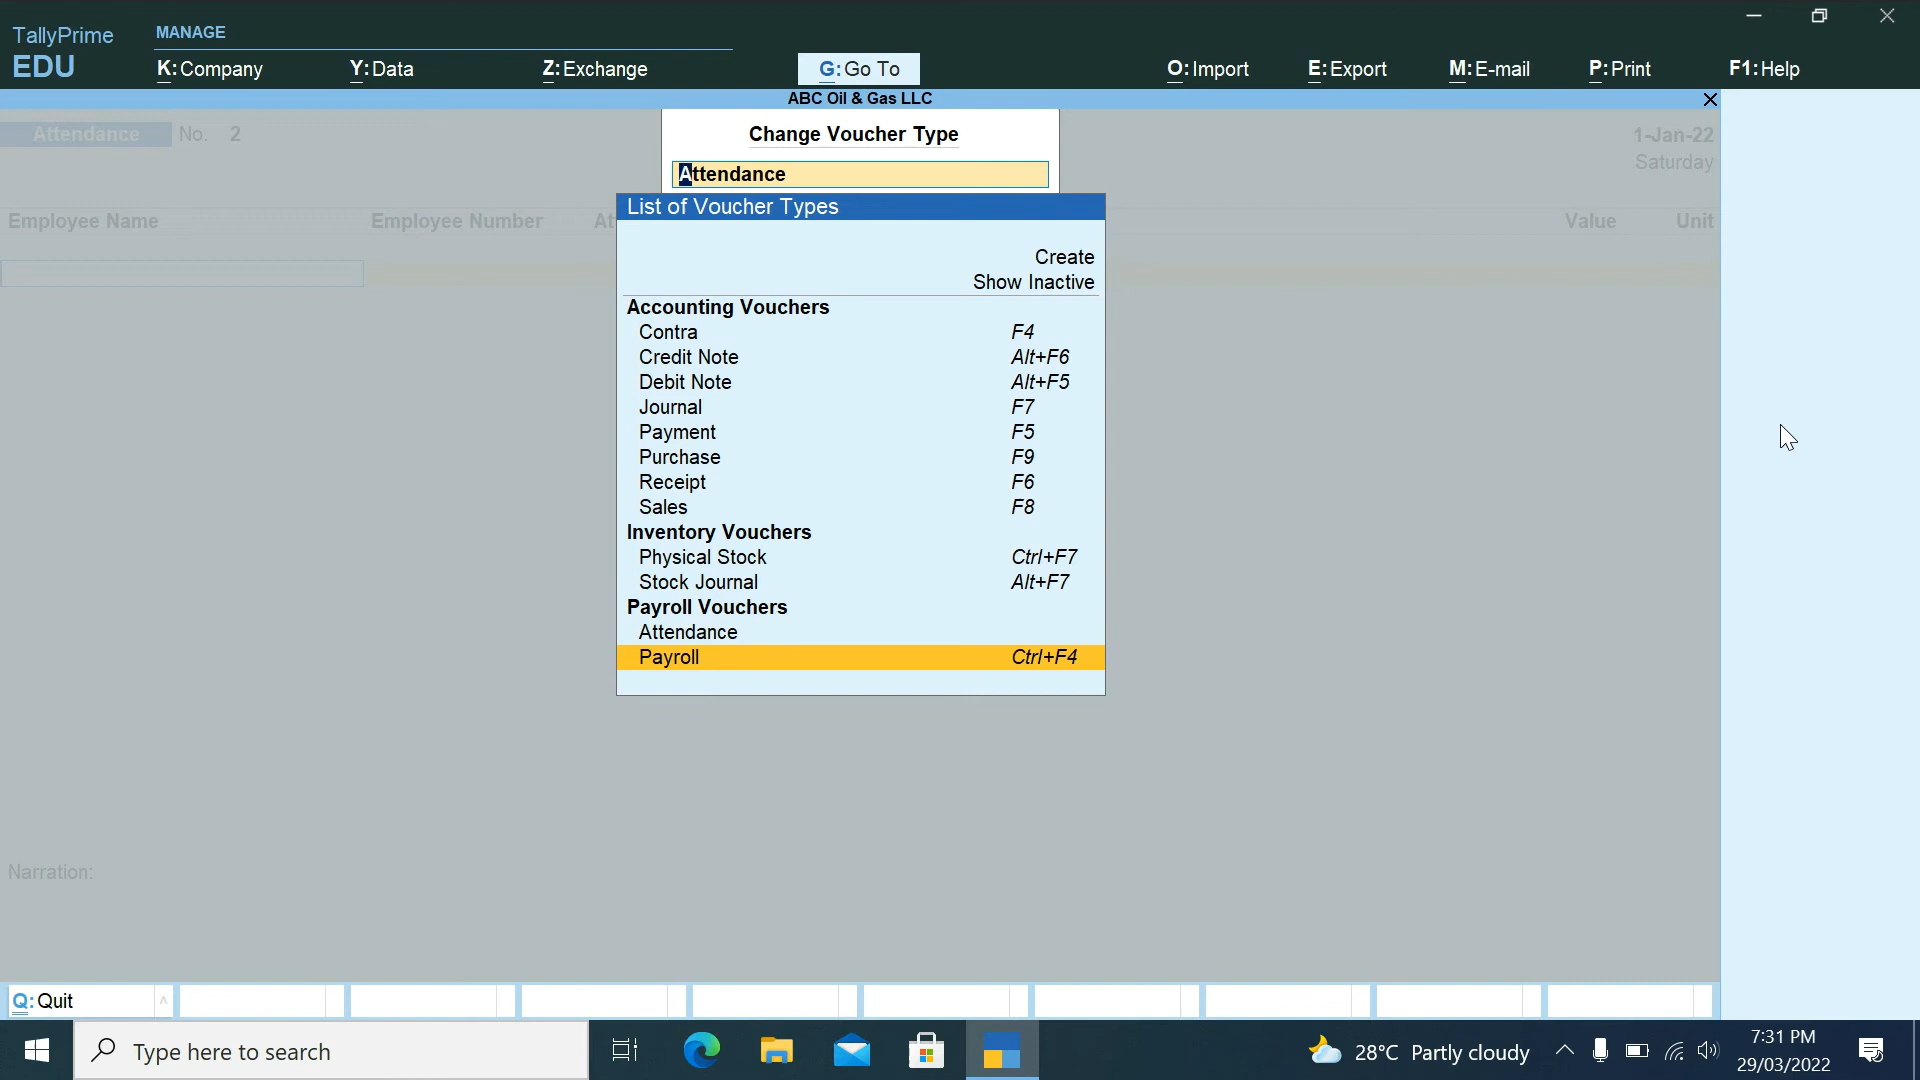 TallyPrime
EDU
MANAGE
K:Company
Y:Data
Z:Exchange
G:Go To
O:Import
E:Export
M:E-mail
P:Print
F1:Help
ABC Oil & Gas LLC
Attendance No. 2
1-Jan-22
Saturday
Change Voucher Type
Attendance
Employee Name Employee Number At Value Unit
List of Voucher Types
Create
Show Inactive
Accounting Vouchers
Contra F4
Credit Note Alt+F6
Debit Note Alt+F5
Journal F7
Payment F5
Purchase F9
Receipt F6
Sales F8
Inventory Vouchers
Physical Stock Ctrl+F7
Stock Journal Alt+F7
Payroll Vouchers
Attendance
Payroll Ctrl+F4
Narration:
Q:Quit
Type here to search
28°C Partly cloudy
7:31 PM
29/03/2022